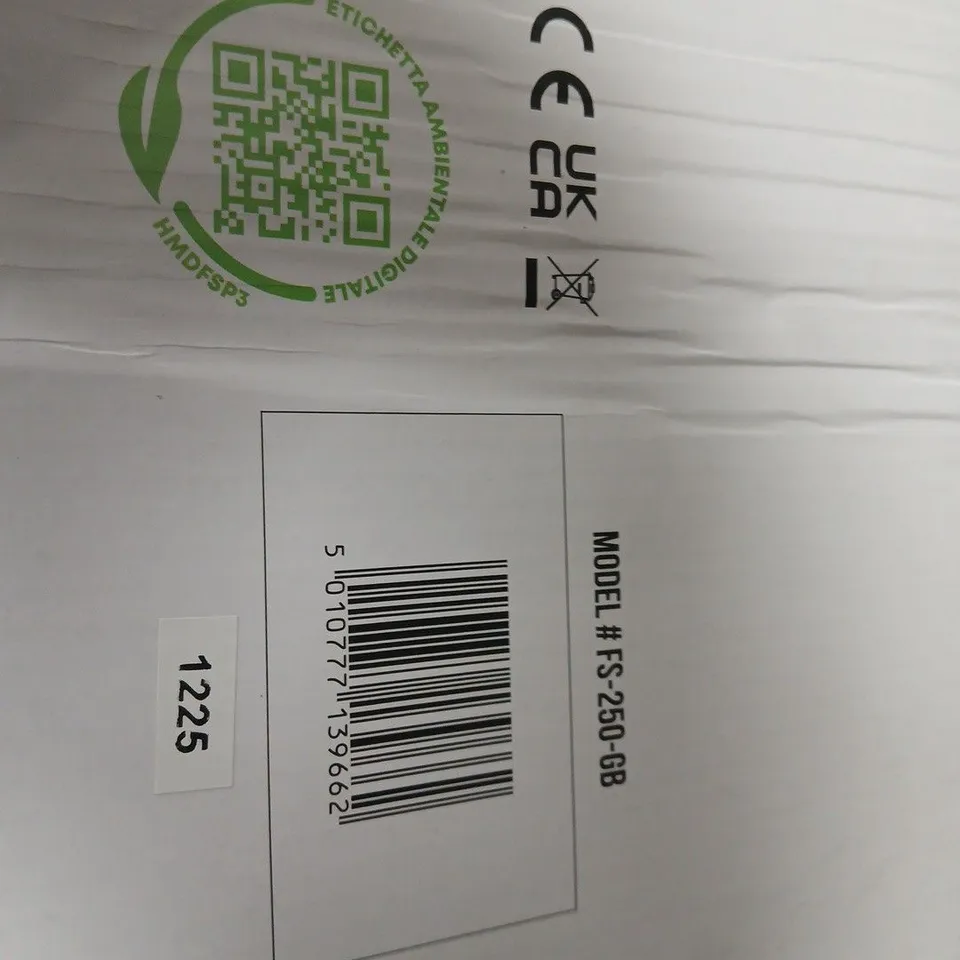 CE
UK
CA
MODEL # FS-250-GB
5 010777 139662
1225
ETICHETTA AMBIENTALE DIGITALE
HMDFSP3